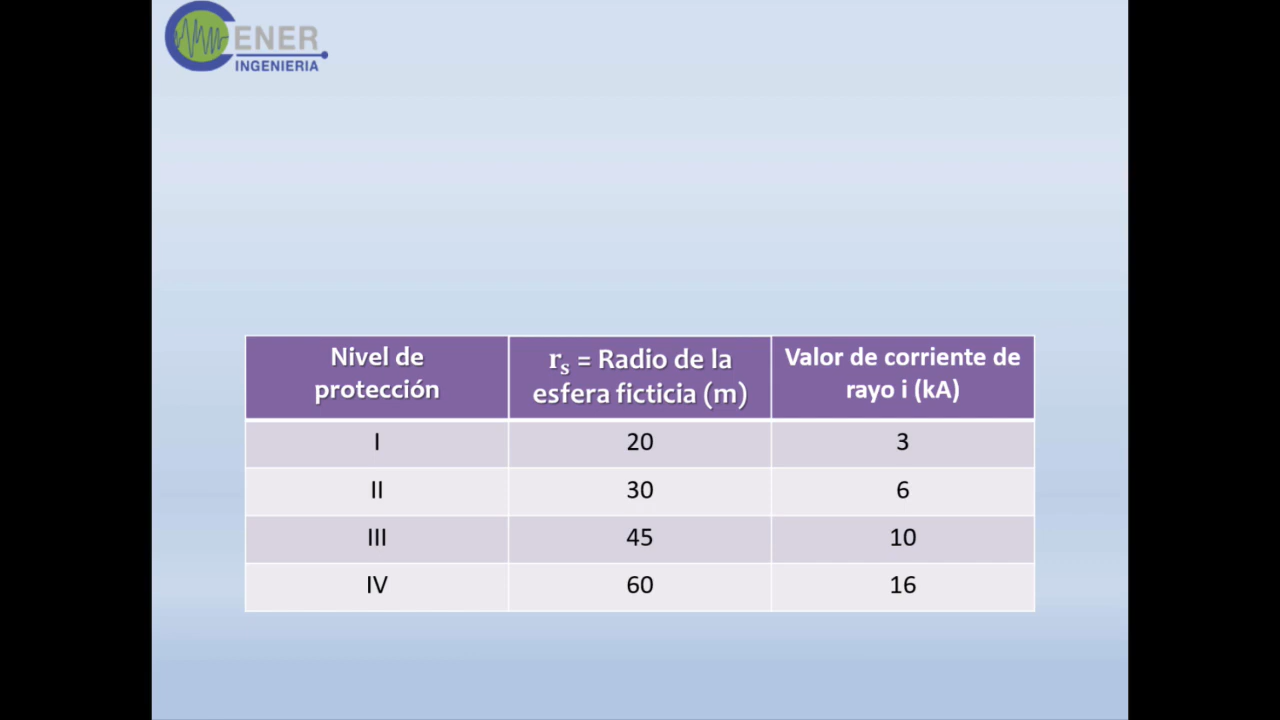 CENER
INGENIERIA
Nivel de protección | rs = Radio de la esfera ficticia (m) | Valor de corriente de rayo i (kA)
I | 20 | 3
II | 30 | 6
III | 45 | 10
IV | 60 | 16